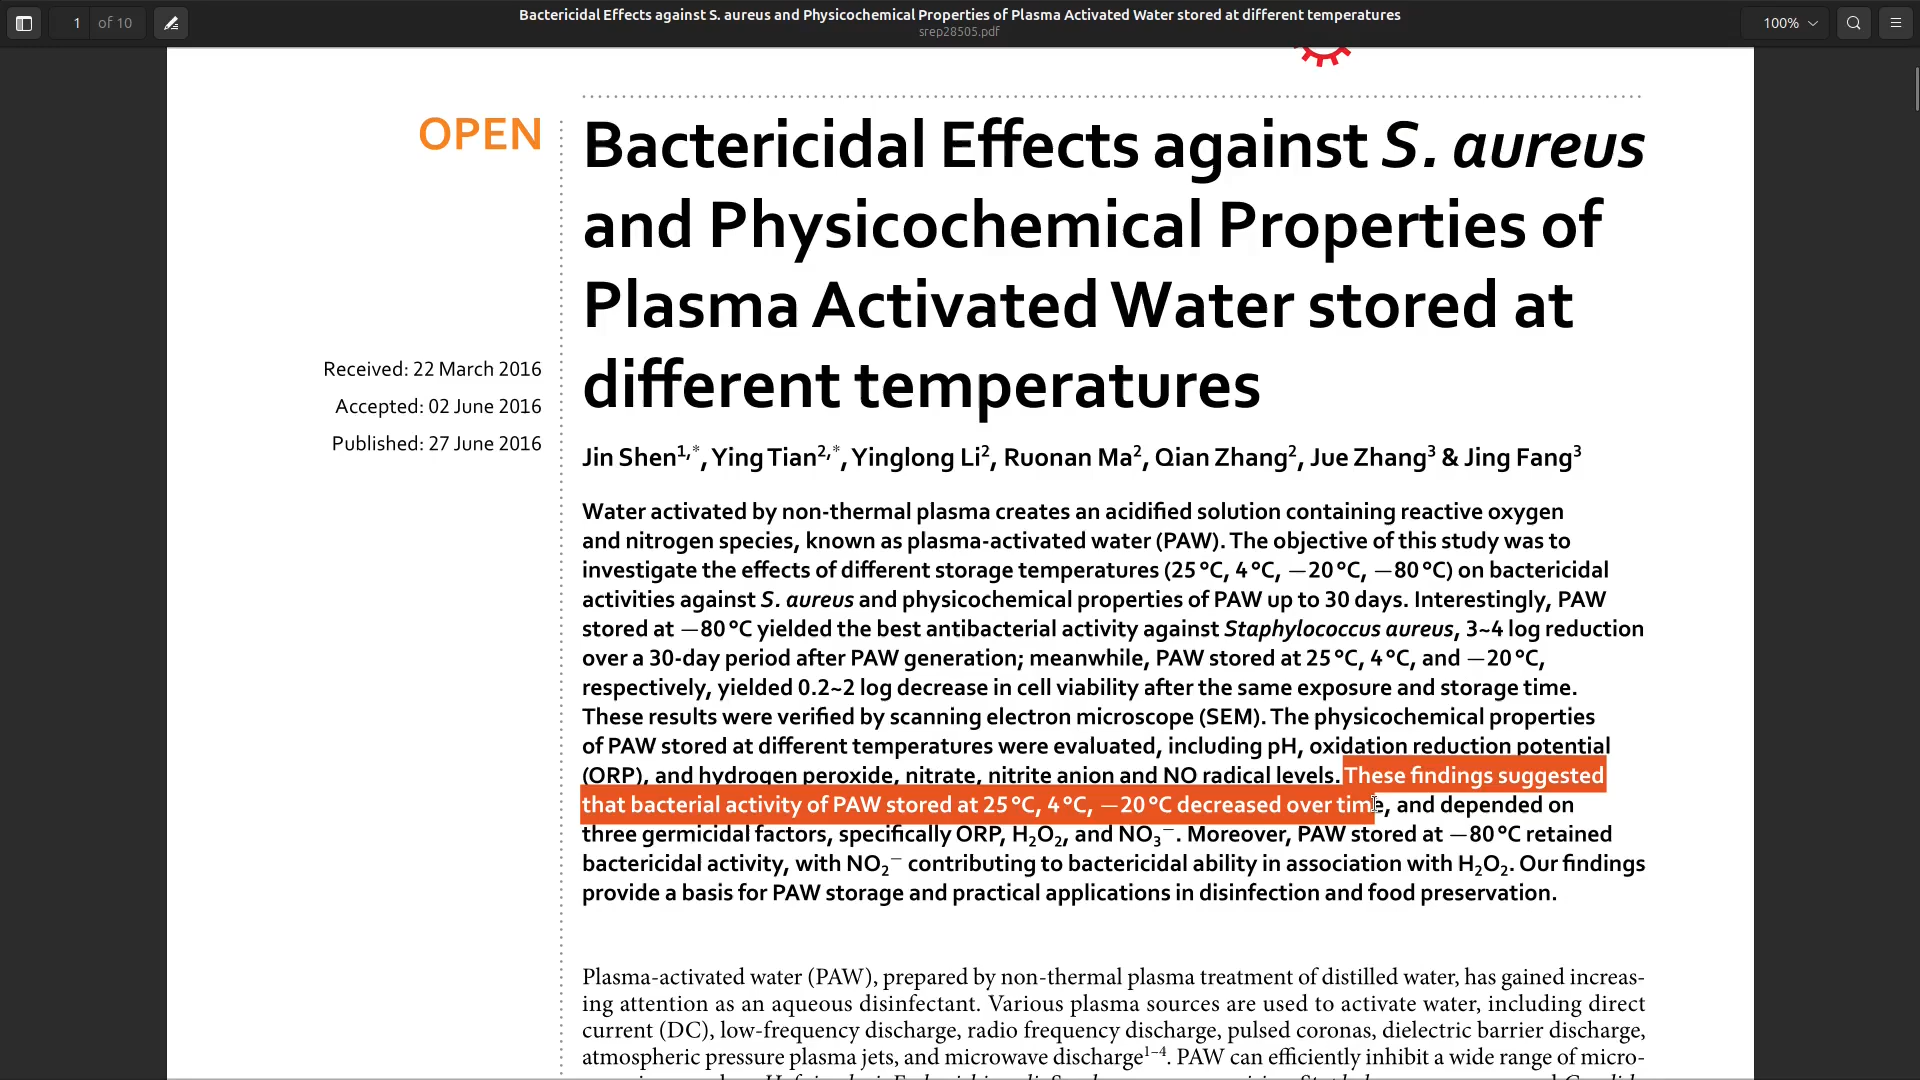 Bactericidal Effects against S. aureus and Physicochemical Properties of Plasma Activated Water stored at different temperatures
srep28505.pdf
1 of 10
100%
OPEN
Bactericidal Effects against S. aureus
and Physicochemical Properties of
Plasma Activated Water stored at
different temperatures
Received: 22 March 2016
Accepted: 02 June 2016
Published: 27 June 2016
Jin Shen1,*, Ying Tian2,*, Yinglong Li2, Ruonan Ma2, Qian Zhang2, Jue Zhang3 & Jing Fang3
Water activated by non-thermal plasma creates an acidified solution containing reactive oxygen
and nitrogen species, known as plasma-activated water (PAW). The objective of this study was to
investigate the effects of different storage temperatures (25 °C, 4 °C, −20 °C, −80 °C) on bactericidal
activities against S. aureus and physicochemical properties of PAW up to 30 days. Interestingly, PAW
stored at −80 °C yielded the best antibacterial activity against Staphylococcus aureus, 3~4 log reduction
over a 30-day period after PAW generation; meanwhile, PAW stored at 25 °C, 4 °C, and −20 °C,
respectively, yielded 0.2~2 log decrease in cell viability after the same exposure and storage time.
These results were verified by scanning electron microscope (SEM). The physicochemical properties
of PAW stored at different temperatures were evaluated, including pH, oxidation reduction potential
(ORP), and hydrogen peroxide, nitrate, nitrite anion and NO radical levels. These findings suggested
that bacterial activity of PAW stored at 25 °C, 4 °C, −20 °C decreased over time, and depended on
three germicidal factors, specifically ORP, H₂O₂, and NO₃⁻. Moreover, PAW stored at −80 °C retained
bactericidal activity, with NO₂⁻ contributing to bactericidal ability in association with H₂O₂. Our findings
provide a basis for PAW storage and practical applications in disinfection and food preservation.
Plasma-activated water (PAW), prepared by non-thermal plasma treatment of distilled water, has gained increas-
ing attention as an aqueous disinfectant. Various plasma sources are used to activate water, including direct
current (DC), low-frequency discharge, radio frequency discharge, pulsed coronas, dielectric barrier discharge,
atmospheric pressure plasma jets, and microwave discharge1–4. PAW can efficiently inhibit a wide range of micro-